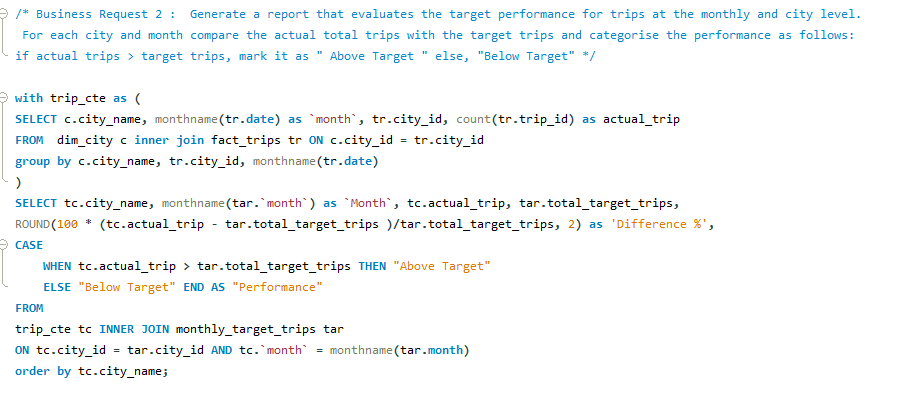 /* Business Request 2 :  Generate a report that evaluates the target performance for trips at the monthly and city level.
For each city and month compare the actual total trips with the target trips and categorise the performance as follows:
if actual trips > target trips, mark it as " Above Target " else, "Below Target" */
with trip_cte as (
SELECT c.city_name, monthname(tr.date) as `month`, tr.city_id, count(tr.trip_id) as actual_trip
FROM  dim_city c inner join fact_trips tr ON c.city_id = tr.city_id
group by c.city_name, tr.city_id, monthname(tr.date)
)
SELECT tc.city_name, monthname(tar.`month`) as `Month`, tc.actual_trip, tar.total_target_trips,
ROUND(100 * (tc.actual_trip - tar.total_target_trips )/tar.total_target_trips, 2) as 'Difference %',
CASE
WHEN tc.actual_trip > tar.total_target_trips THEN "Above Target"
ELSE "Below Target" END AS "Performance"
FROM
trip_cte tc INNER JOIN monthly_target_trips tar
ON tc.city_id = tar.city_id AND tc.`month` = monthname(tar.month)
order by tc.city_name;